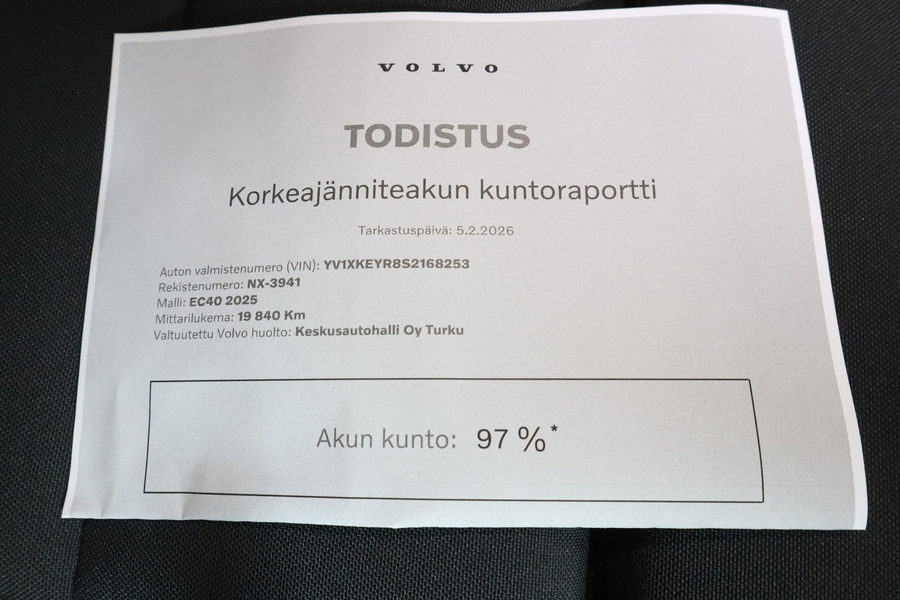 VOLVO
TODISTUS
Korkeajänniteakun kuntoraportti
Tarkastuspäivä: 5.2.2026
Auton valmistenumero (VIN): YV1XKEYR8S2168253
Rekistenumero: NX-3941
Malli: EC40 2025
Mittarilukema: 19 840 Km
Valtuutettu Volvo huolto: Keskusautohalli Oy Turku
Akun kunto: 97 %*